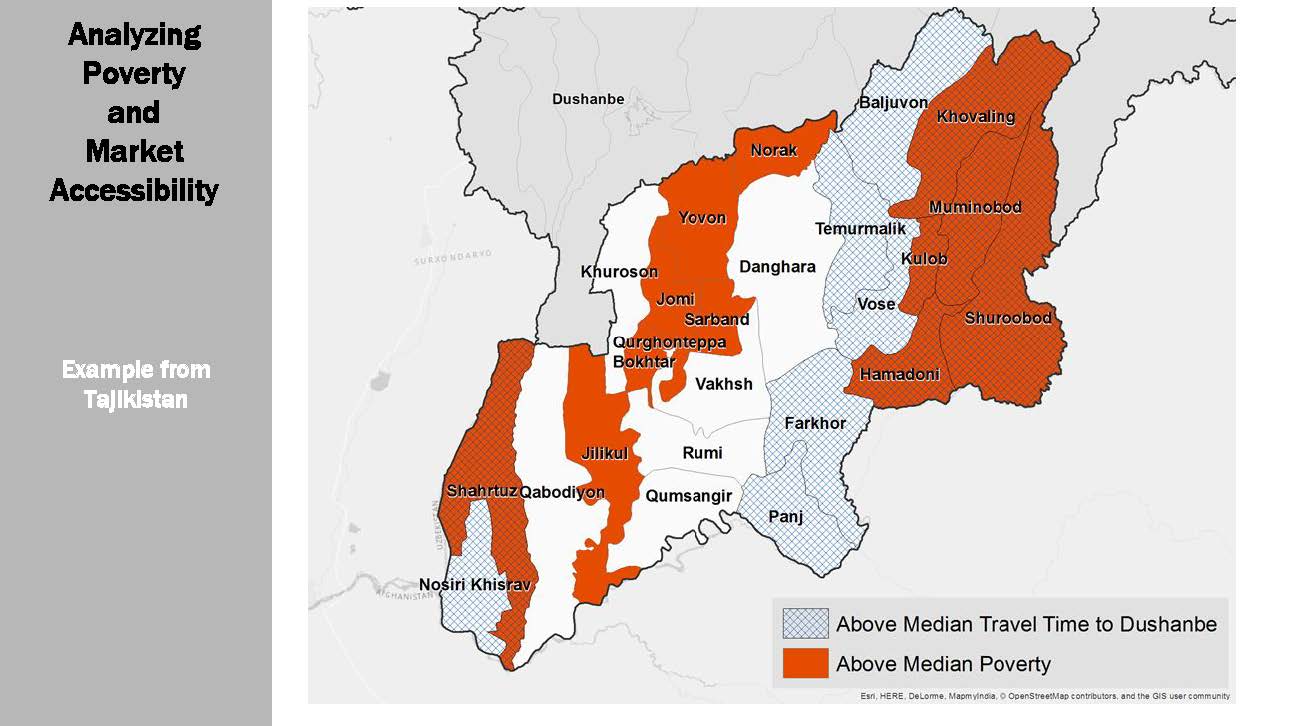 Analyzing
Poverty
and
Market
Accessibility
Example from
Tajikistan
Dushanbe
Baljuvon
Khovaling
Norak
Muminobod
Yovon
Temurmalik
SURXONDARYO
Kulob
Danghara
Khuroson
Jomi
Vose
Sarband
Shuroobod
Qurghonteppa
Bokhtar
Hamadoni
Vakhsh
Farkhor
Jilikul
Rumi
Shahrtuz
Qabodiyon
Qumsangir
Panj
UZBEKISTAN
Nosiri Khisrav
AFGHANISTAN
Above Median Travel Time to Dushanbe
Above Median Poverty
Esri, HERE, DeLorme, MapmyIndia, © OpenStreetMap contributors, and the GIS user community